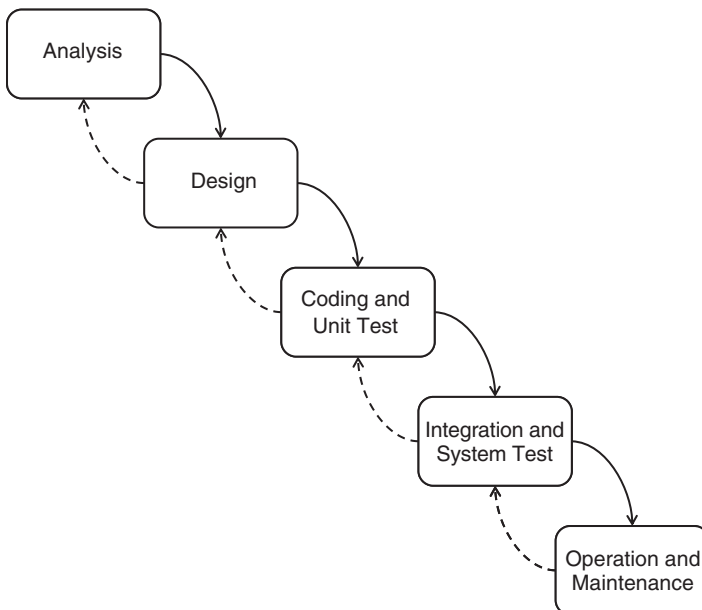 Analysis
Design
Coding and
Unit Test
Integration and
System Test
Operation and
Maintenance